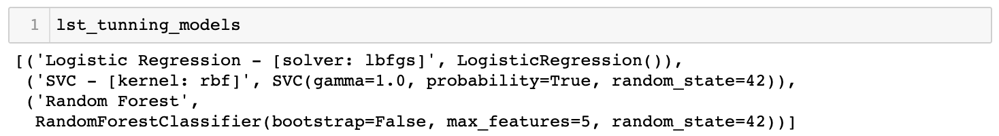 1 lst_tunning_models
[('Logistic Regression - [solver: lbfgs]', LogisticRegression()),
('SVC - [kernel: rbf]', SVC(gamma=1.0, probability=True, random_state=42)),
('Random Forest',
RandomForestClassifier(bootstrap=False, max_features=5, random_state=42))]